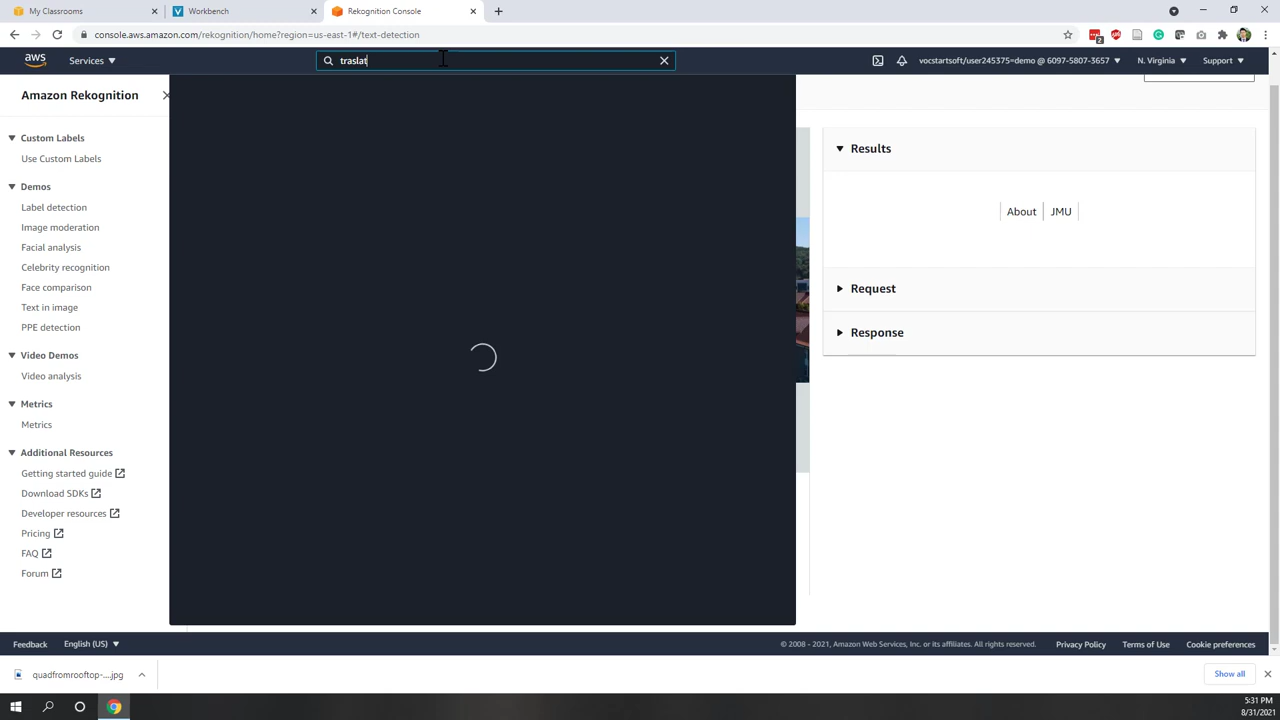 My Classrooms
Workbench
Rekognition Console
console.aws.amazon.com/rekognition/home?region=us-east-1#/text-detection
2
aws
Services
traslat
vocstartsoft/user245375=demo @ 6097-5807-3657
N. Virginia
Support
Amazon Rekognition
Custom Labels
Use Custom Labels
Demos
Label detection
Image moderation
Facial analysis
Celebrity recognition
Face comparison
Text in image
PPE detection
Video Demos
Video analysis
Metrics
Metrics
Additional Resources
Getting started guide
Download SDKs
Developer resources
Pricing
FAQ
Forum
Results
About
JMU
Request
Response
Feedback
English (US)
© 2008 - 2021, Amazon Web Services, Inc. or its affiliates. All rights reserved.
Privacy Policy
Terms of Use
Cookie preferences
quadfromrooftop-....jpg
Show all
5:31 PM
8/31/2021